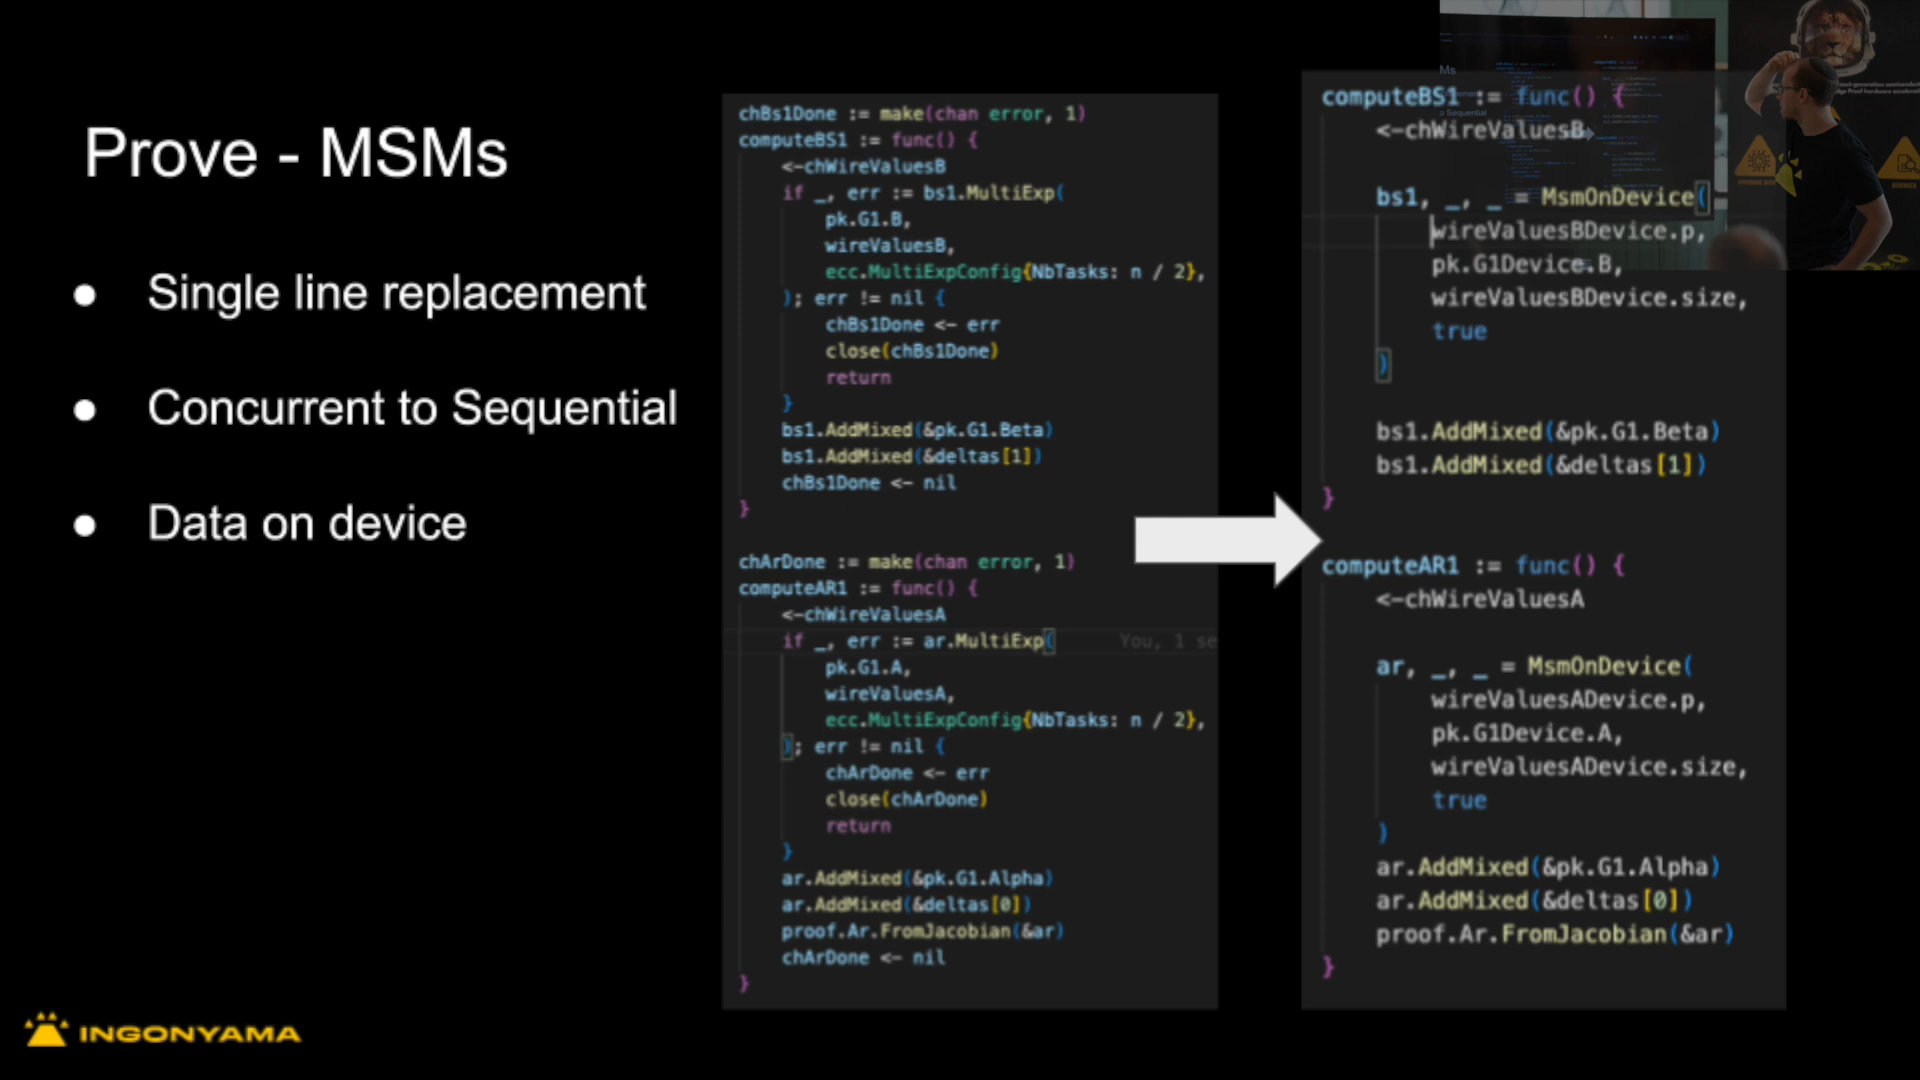 Prove - MSMs
● Single line replacement
● Concurrent to Sequential
● Data on device
chBs1Done := make(chan error, 1)
computeBS1 := func() {
<-chWireValuesB
if _, err := bs1.MultiExp(
pk.G1.B,
wireValuesB,
ecc.MultiExpConfig{NbTasks: n / 2},
); err != nil {
chBs1Done <- err
close(chBs1Done)
return
}
bs1.AddMixed(&pk.G1.Beta)
bs1.AddMixed(&deltas[1])
chBs1Done <- nil
}
chArDone := make(chan error, 1)
computeAR1 := func() {
<-chWireValuesA
if _, err := ar.MultiExp( You, 1 se
pk.G1.A,
wireValuesA,
ecc.MultiExpConfig{NbTasks: n / 2},
); err != nil {
chArDone <- err
close(chArDone)
return
}
ar.AddMixed(&pk.G1.Alpha)
ar.AddMixed(&deltas[0])
proof.Ar.FromJacobian(&ar)
chArDone <- nil
}
computeBS1 := func() {
<-chWireValuesB
bs1, _, _ = MsmOnDevice(
wireValuesBDevice.p,
pk.G1Device.B,
wireValuesBDevice.size,
true
)
bs1.AddMixed(&pk.G1.Beta)
bs1.AddMixed(&deltas[1])
}
computeAR1 := func() {
<-chWireValuesA
ar, _, _ = MsmOnDevice(
wireValuesADevice.p,
pk.G1Device.A,
wireValuesADevice.size,
true
)
ar.AddMixed(&pk.G1.Alpha)
ar.AddMixed(&deltas[0])
proof.Ar.FromJacobian(&ar)
}
Ms
Sequential
INGONYAMA